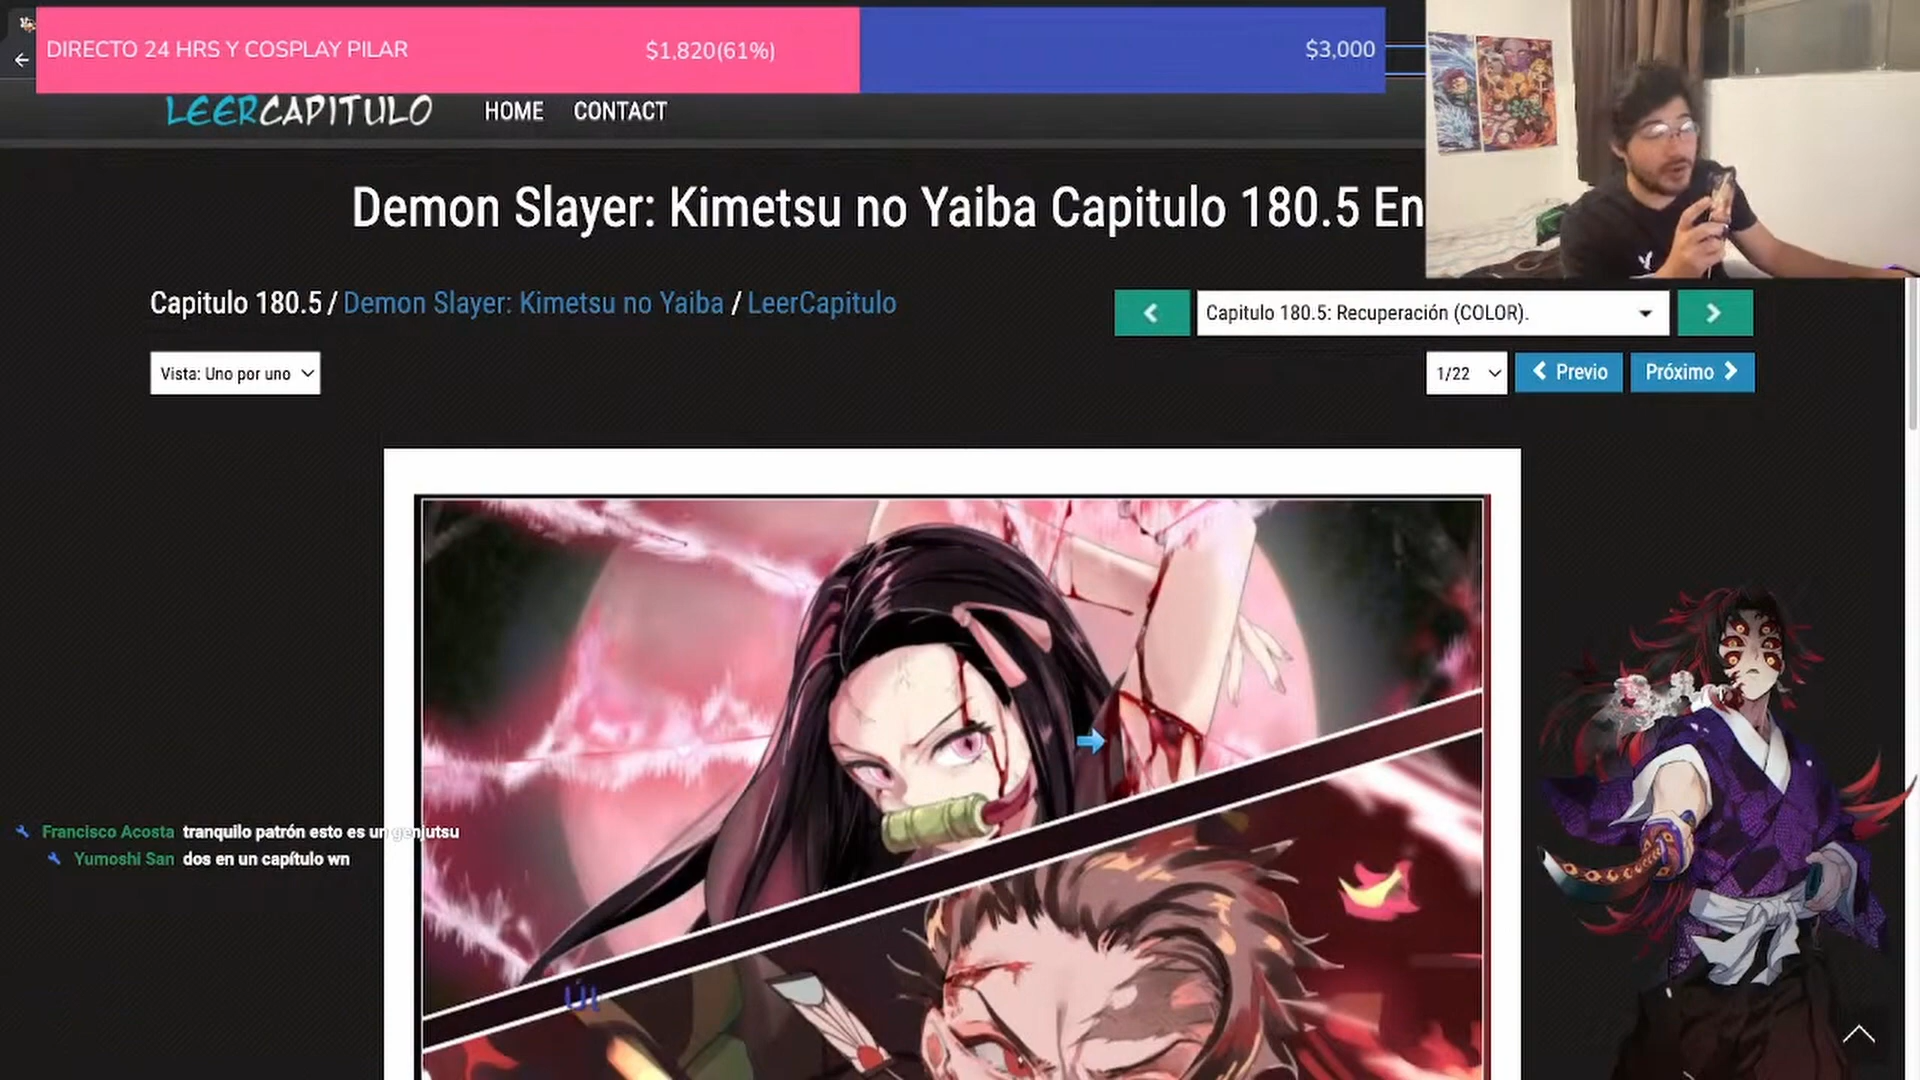 DIRECTO 24 HRS Y COSPLAY PILAR
$1,820(61%)
$3,000
LEERCAPITULO
HOME
CONTACT
Demon Slayer: Kimetsu no Yaiba Capitulo 180.5 En
Capitulo 180.5 / Demon Slayer: Kimetsu no Yaiba / LeerCapitulo
Capitulo 180.5: Recuperación (COLOR).
Vista: Uno por uno
1/22
Previo
Próximo
Francisco Acosta tranquilo patrón esto es un genjutsu
Yumoshi San dos en un capítulo wn